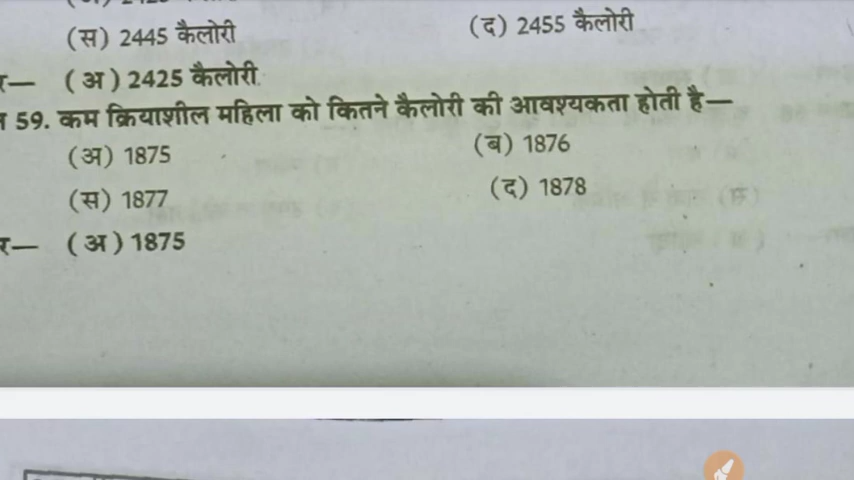 (स) 2445 कैलोरी (द) 2455 कैलोरी
(अ) 2425 कैलोरी
59. कम क्रियाशील महिला को कितने कैलोरी की आवश्यकता होती है—
(अ) 1875 (ब) 1876
(स) 1877 (द) 1878
(अ) 1875